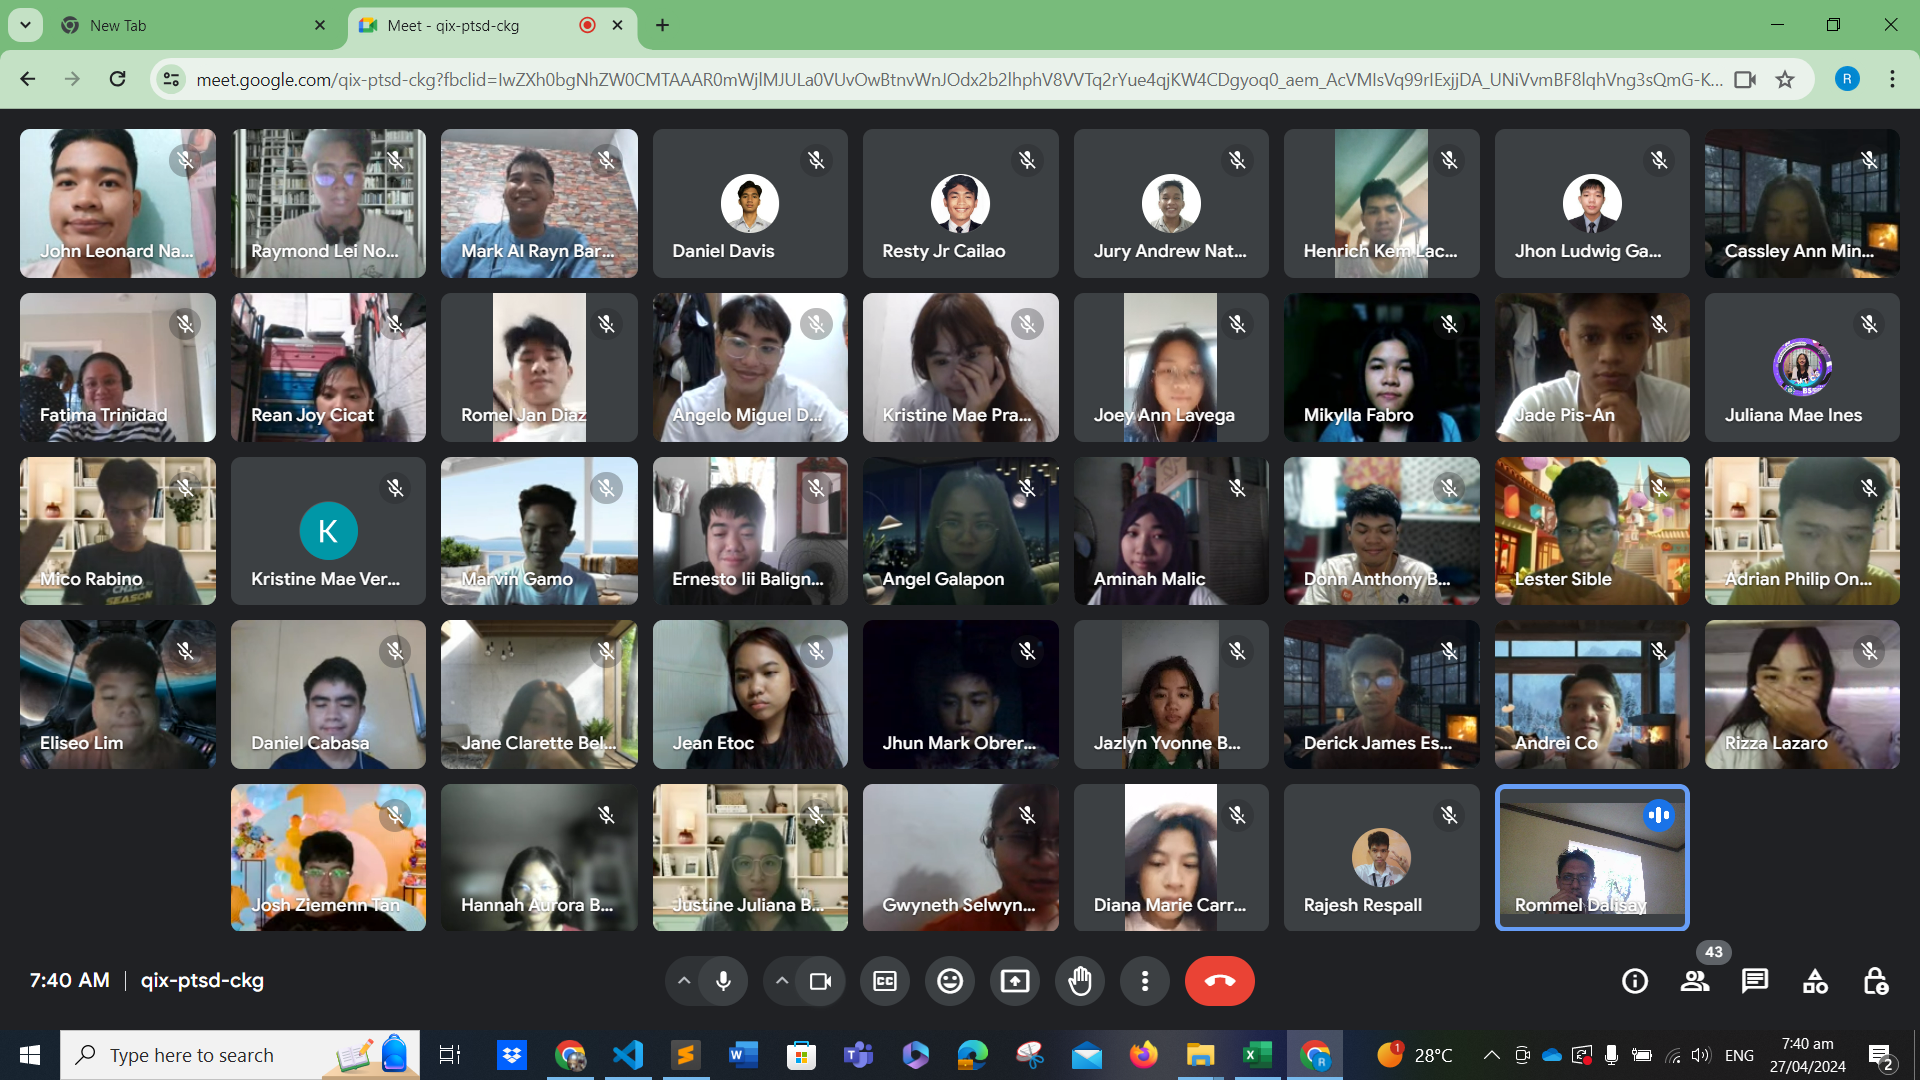 New Tab
Meet - qix-ptsd-ckg
meet.google.com/qix-ptsd-ckg?fbclid=IwZXh0bgNhZW0CMTAAAR0mWjlMJULa0VUvOwBtnvWnJOdx2b2lhphV8VVTq2rYue4qjKW4CDgyoq0_aem_AcVMIsVq99rIExjjDA_UNiVvmBF8lqhVng3sQmG-K...
R
John Leonard Na...
Raymond Lei No...
Mark Al Rayn Bar...
Daniel Davis
Resty Jr Cailao
Jury Andrew Nat...
Henrich Kem Lac...
Jhon Ludwig Ga...
Cassley Ann Min...
Fatima Trinidad
Rean Joy Cicat
Romel Jan Diaz
Angelo Miguel D...
Kristine Mae Pra...
Joey Ann Lavega
Mikylla Fabro
Jade Pis-An
Juliana Mae Ines
Mico Rabino
SEASON
K
Kristine Mae Ver...
Marvin Gamo
Ernesto Iii Balign...
Angel Galapon
Aminah Malic
Donn Anthony B...
Lester Sible
Adrian Philip On...
Eliseo Lim
Daniel Cabasa
Jane Clarette Bel...
Jean Etoc
Jhun Mark Obrer...
Jazlyn Yvonne B...
Derick James Es...
Andrei Co
Rizza Lazaro
Josh Ziemenn Tan
Hannah Aurora B...
Justine Juliana B...
Gwyneth Selwyn...
Diana Marie Carr...
Rajesh Respall
Rommel Dalisay
7:40 AM | qix-ptsd-ckg
CC
43
Type here to search
1
28°C
ENG
7:40 am
27/04/2024
2